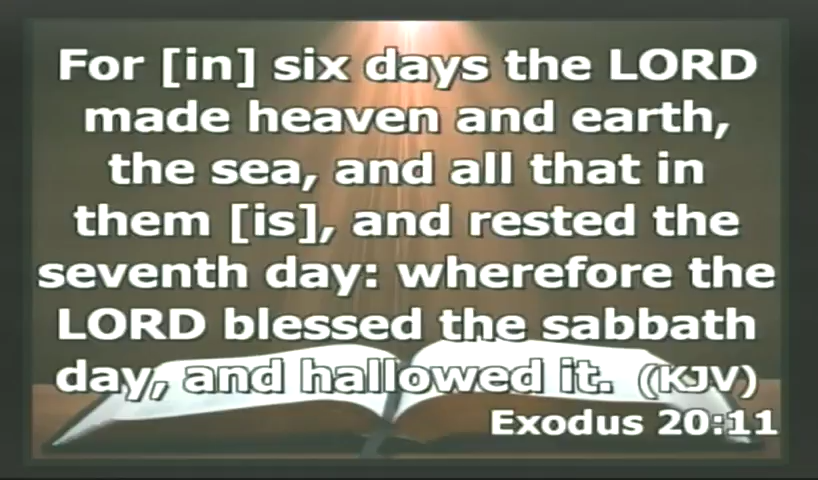 For [in] six days the LORD
made heaven and earth,
the sea, and all that in
them [is], and rested the
seventh day: wherefore the
LORD blessed the sabbath
day, and hallowed it. (KJV)
Exodus 20:11